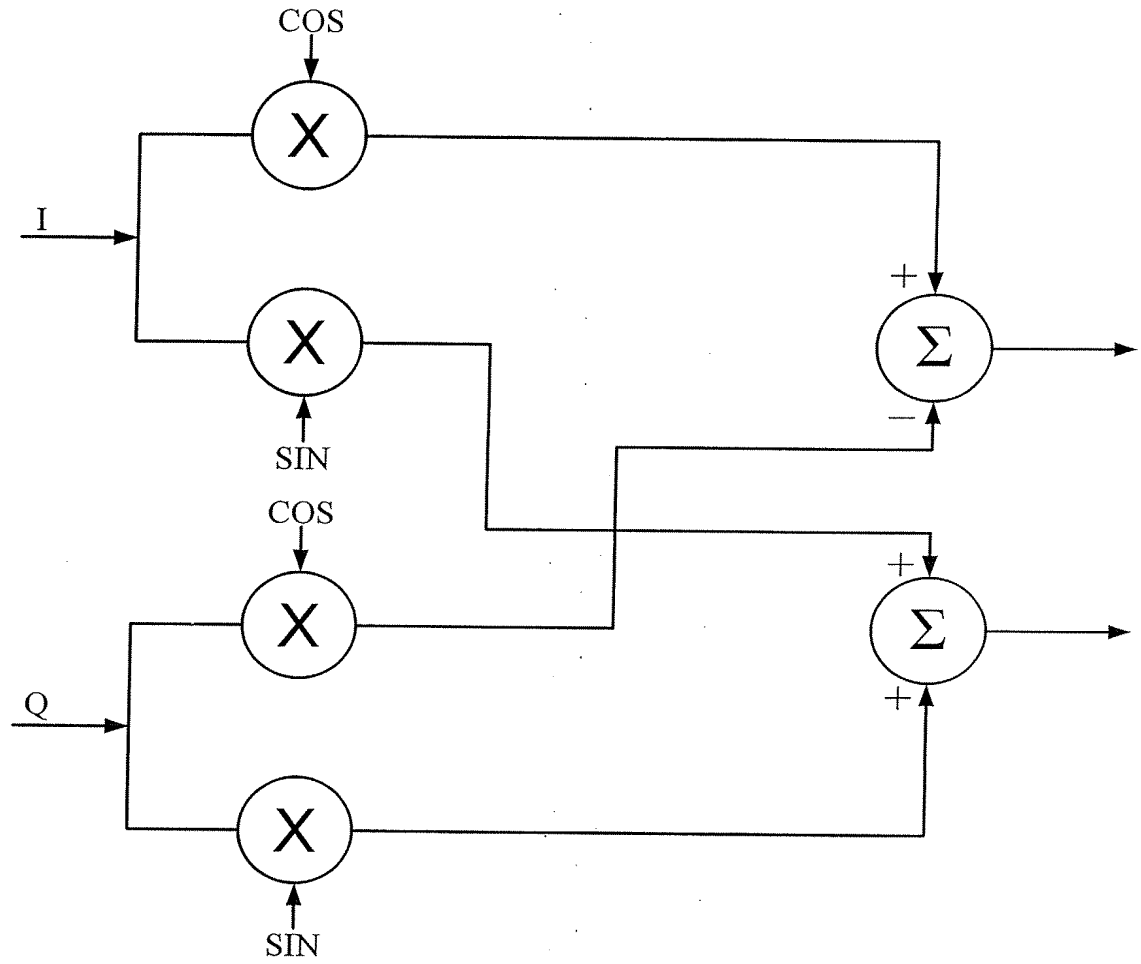 COS
X
I
+
X
Σ
−
SIN
COS
+
X
Σ
Q
+
X
SIN